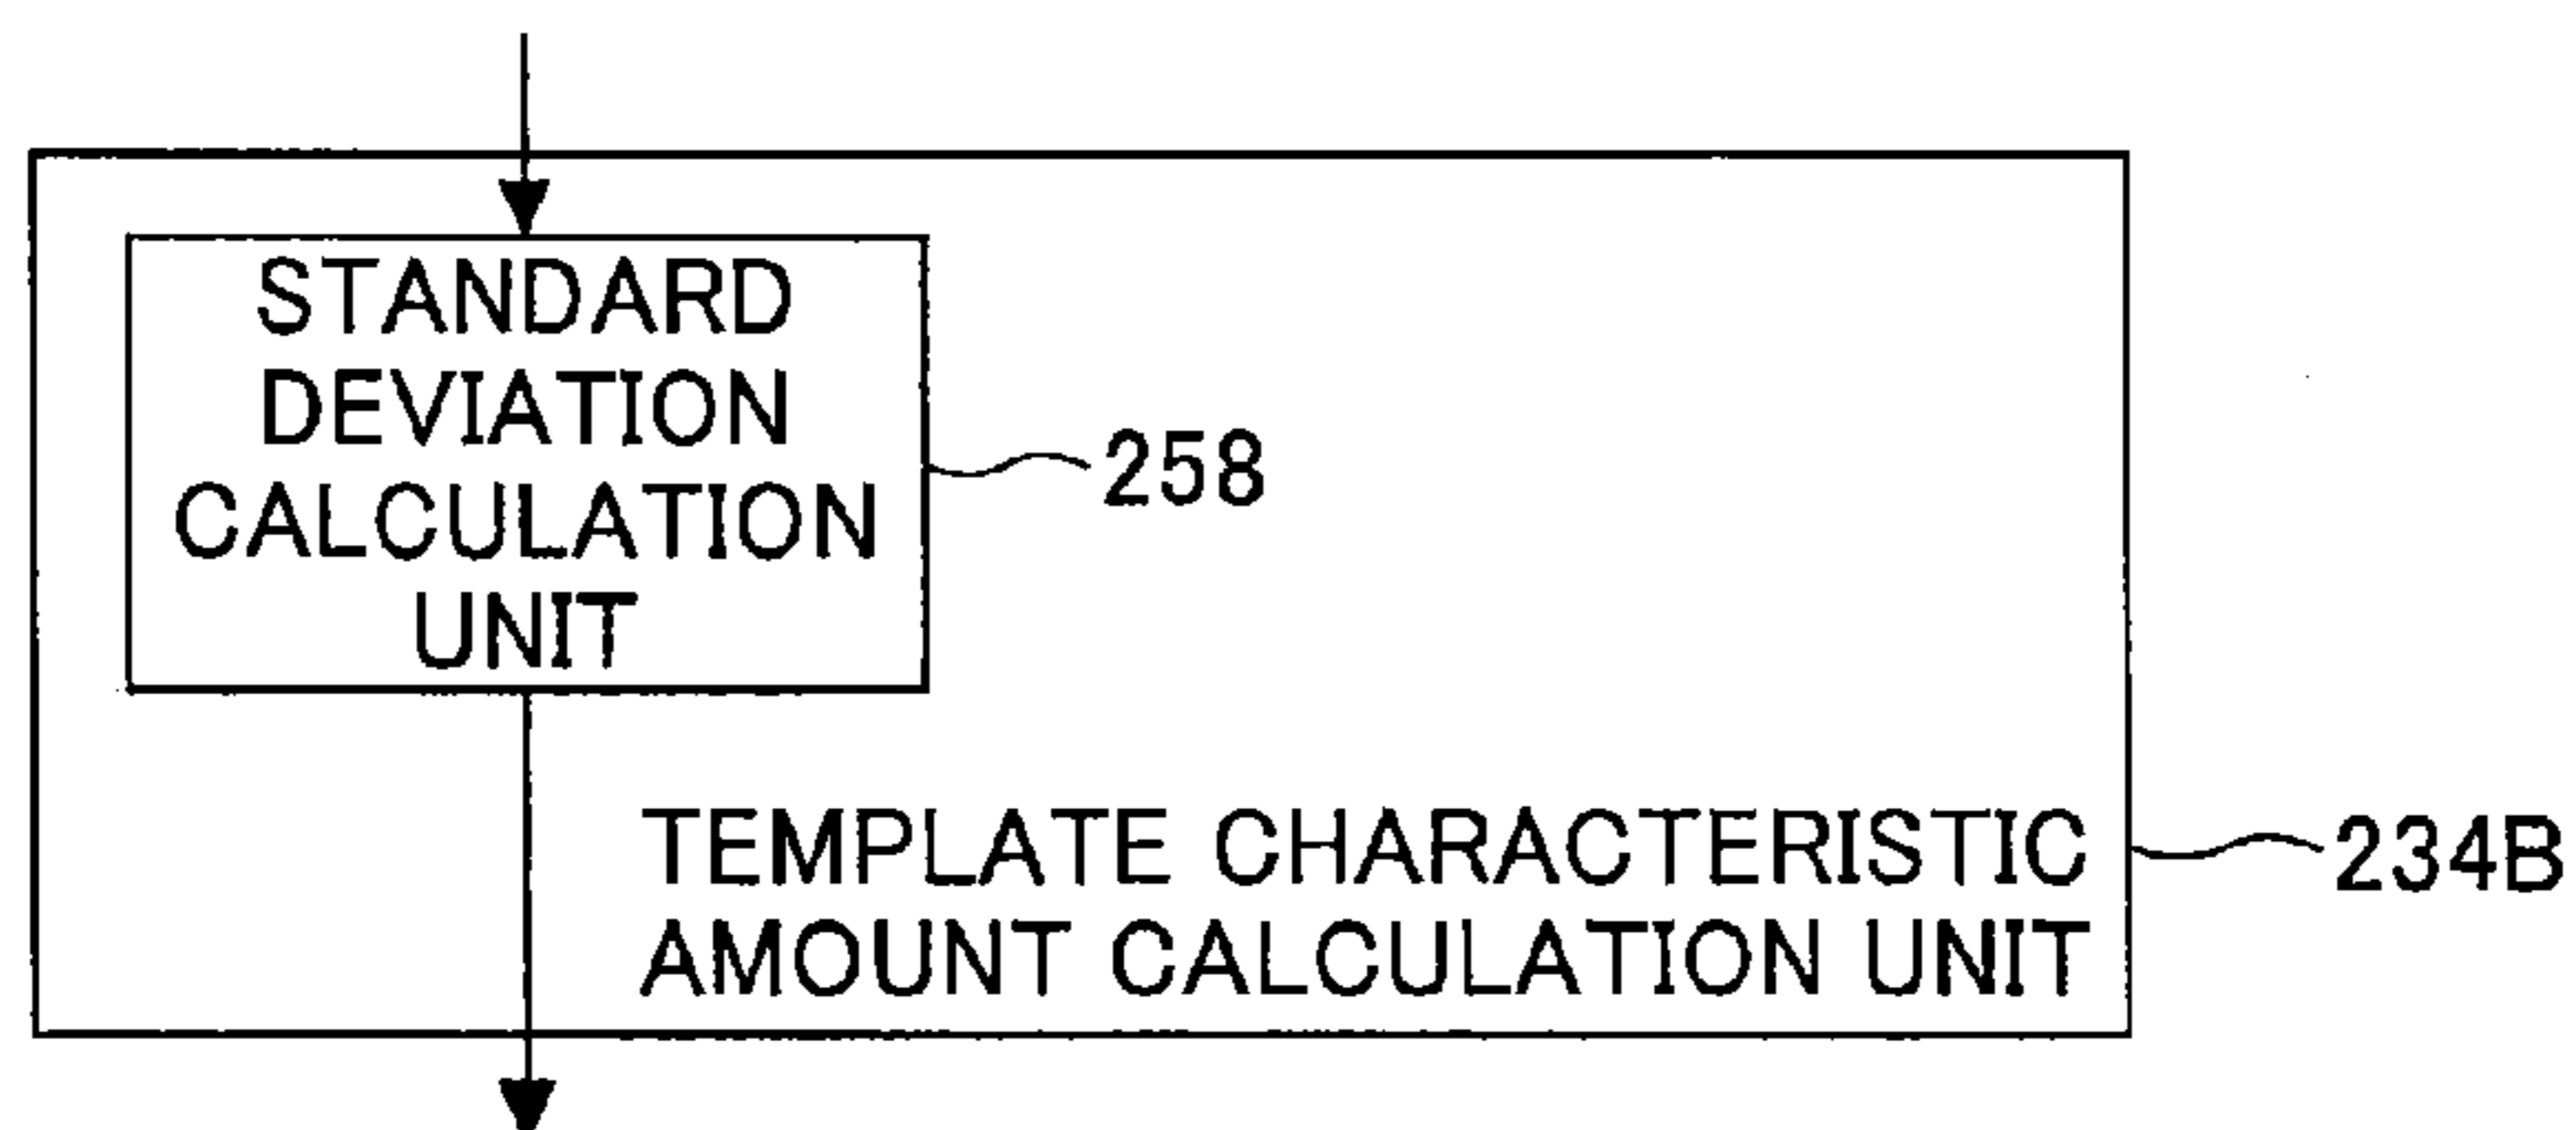 STANDARD
DEVIATION
CALCULATION
UNIT
258
TEMPLATE CHARACTERISTIC
AMOUNT CALCULATION UNIT
234B